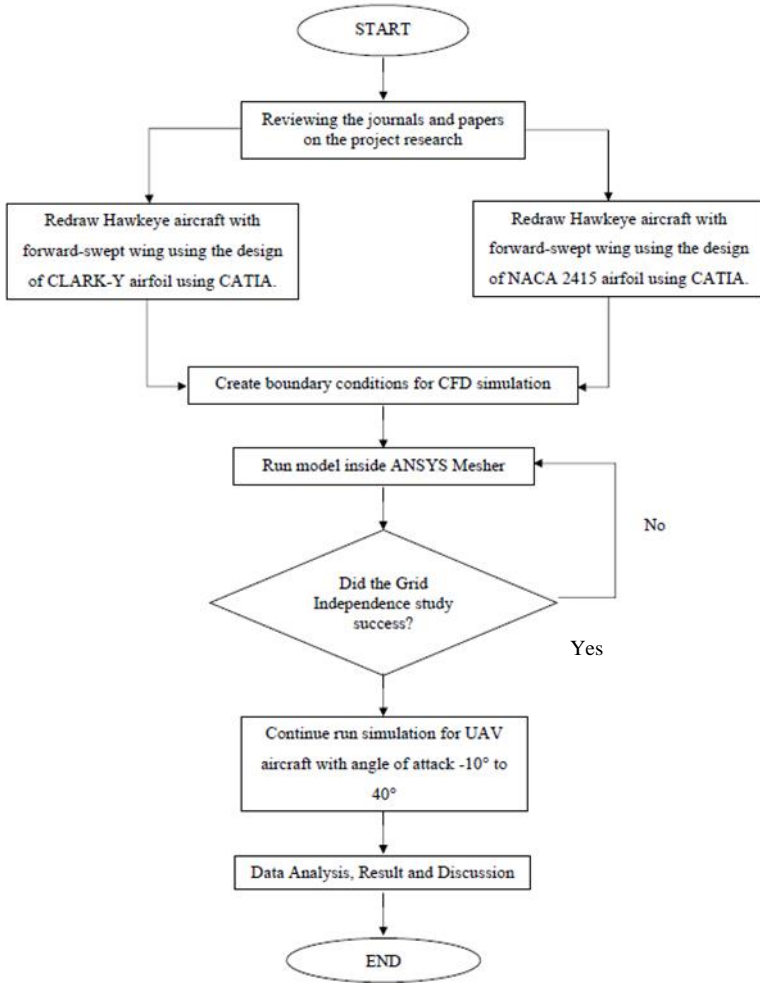 START
Reviewing the journals and papers
on the project research
Redraw Hawkeye aircraft with
forward-swept wing using the design
of CLARK-Y airfoil using CATIA.
Redraw Hawkeye aircraft with
forward-swept wing using the design
of NACA 2415 airfoil using CATIA.
Create boundary conditions for CFD simulation
Run model inside ANSYS Mesher
No
Did the Grid
Independence study
success?
Yes
Continue run simulation for UAV
aircraft with angle of attack -10° to
40°
Data Analysis, Result and Discussion
END